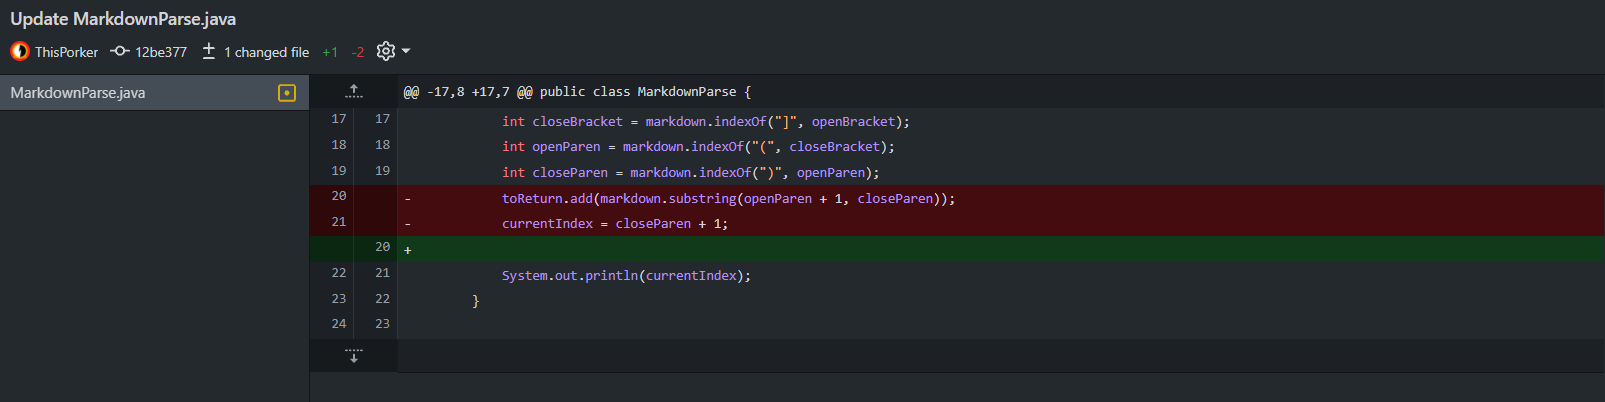 Update MarkdownParse.java
ThisPorker 12be377 1 changed file +1 -2
MarkdownParse.java
@@ -17,8 +17,7 @@ public class MarkdownParse {
17 17 int closeBracket = markdown.indexOf("]", openBracket);
18 18 int openParen = markdown.indexOf("(", closeBracket);
19 19 int closeParen = markdown.indexOf(")", openParen);
20 - toReturn.add(markdown.substring(openParen + 1, closeParen));
21 - currentIndex = closeParen + 1;
20 +
22 21 System.out.println(currentIndex);
23 22 }
24 23